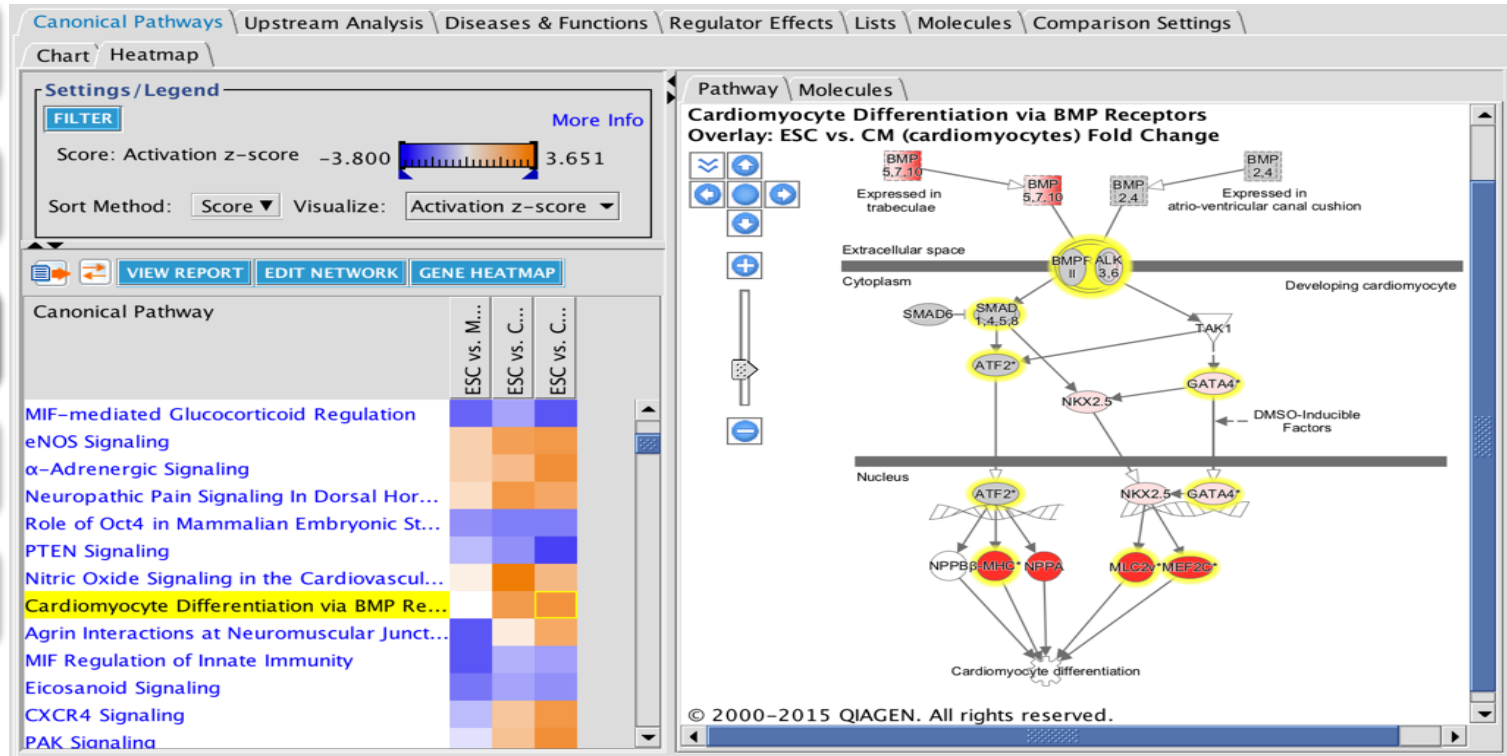 Canonical Pathways Upstream Analysis Diseases & Functions Regulator Effects Lists Molecules Comparison Settings
Chart Heatmap
Settings/Legend
FILTER
More Info
Score: Activation z-score -3.800 3.651
Sort Method: Score ▼ Visualize: Activation z-score
VIEW REPORT EDIT NETWORK GENE HEATMAP
Canonical Pathway
ESC vs. M...
ESC vs. C...
ESC vs. C...
MIF-mediated Glucocorticoid Regulation
eNOS Signaling
α-Adrenergic Signaling
Neuropathic Pain Signaling In Dorsal Hor...
Role of Oct4 in Mammalian Embryonic St...
PTEN Signaling
Nitric Oxide Signaling in the Cardiovascul...
Cardiomyocyte Differentiation via BMP Re...
Agrin Interactions at Neuromuscular Junct...
MIF Regulation of Innate Immunity
Eicosanoid Signaling
CXCR4 Signaling
PAK Signaling
Pathway Molecules
Cardiomyocyte Differentiation via BMP Receptors
Overlay: ESC vs. CM (cardiomyocytes) Fold Change
BMP
5,7,10
BMP
2,4
Expressed in
trabeculae
BMP
5,7,10
BMP
2,4
Expressed in
atrio-ventricular canal cushion
Extracellular space
BMPR
II
ALK
3,6
Cytoplasm
Developing cardiomyocyte
SMAD6
SMAD
1,4,5,8
TAK1
ATF2*
GATA4*
NKX2.5
DMSO-Inducible
Factors
Nucleus
ATF2*
NKX2.5
GATA4*
NPPB
β-MHC*
NPPA
MLC2v*
MEF2C*
Cardiomyocyte differentiation
© 2000-2015 QIAGEN. All rights reserved.